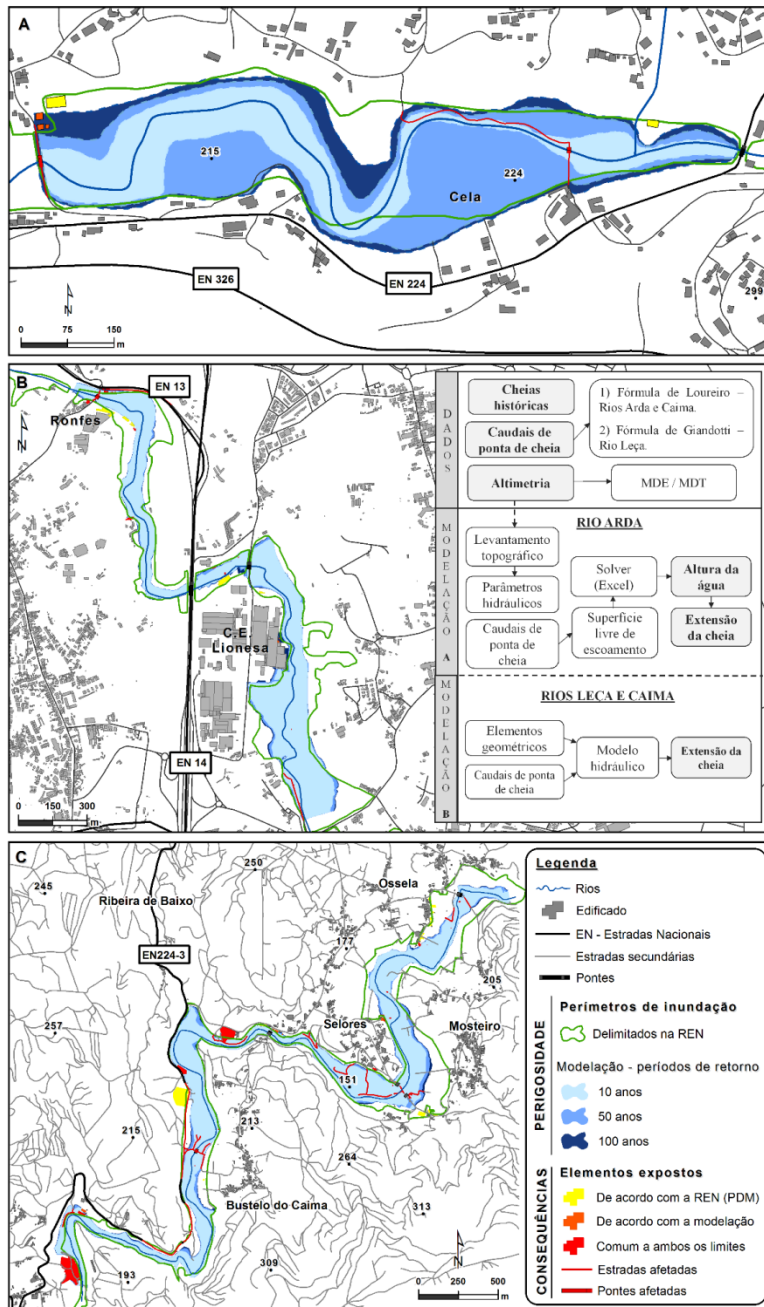 A
215
224
Cela
EN 326
EN 224
299
N
0 75 150
m
B
EN 13
Ronfes
N
C.E.
Lionesa
EN 14
0 150 300
m
DADOS
Cheias
históricas
Caudais de
ponta de cheia
1) Fórmula de Loureiro –
Rios Arda e Caima.
2) Fórmula de Giandotti –
Rio Leça.
Altimetria
MDE / MDT
MODELAÇÃO A
RIO ARDA
Levantamento
topográfico
Parâmetros
hidráulicos
Caudais de
ponta de
cheia
Solver
(Excel)
Superfície
livre de
escoamento
Altura da
água
Extensão
da cheia
MODELAÇÃO B
RIOS LEÇA E CAIMA
Elementos
geométricos
Caudais de ponta
de cheia
Modelo
hidráulico
Extensão da
cheia
C
250
245
Ossela
Ribeira de Baixo
EN224-3
177
205
257
Selores
Mosteiro
151
215
213
264
Bustelo do Caima
313
309
193
N
0 250 500
m
Legenda
Rios
Edificado
EN - Estradas Nacionais
Estradas secundárias
Pontes
PERIGOSIDADE
Perímetros de inundação
Delimitados na REN
Modelação - períodos de retorno
10 anos
50 anos
100 anos
CONSEQUÊNCIAS
Elementos expostos
De acordo com a REN (PDM)
De acordo com a modelação
Comum a ambos os limites
Estradas afetadas
Pontes afetadas